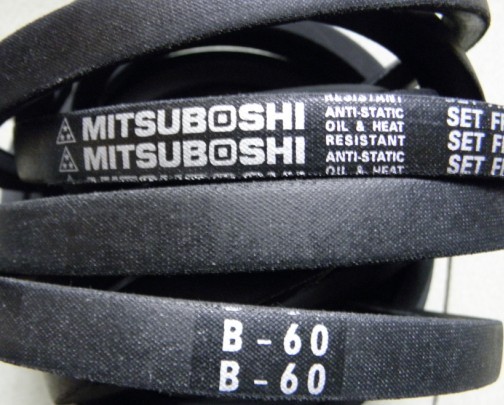 RESISTANT
MITSUBOSHI ANTI-STATIC SET
OIL & HEAT
RESISTANT SET
MITSUBOSHI ANTI-STATIC SET
OIL & HEAT
B-60
B-60